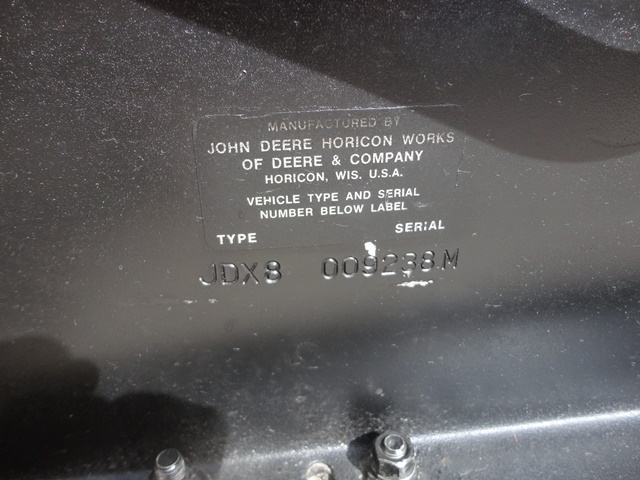 MANUFACTURED BY
JOHN DEERE HORICON WORKS
OF DEERE & COMPANY
HORICON, WIS. U.S.A.
VEHICLE TYPE AND SERIAL
NUMBER BELOW LABEL
TYPE SERIAL
JDX8 009238M